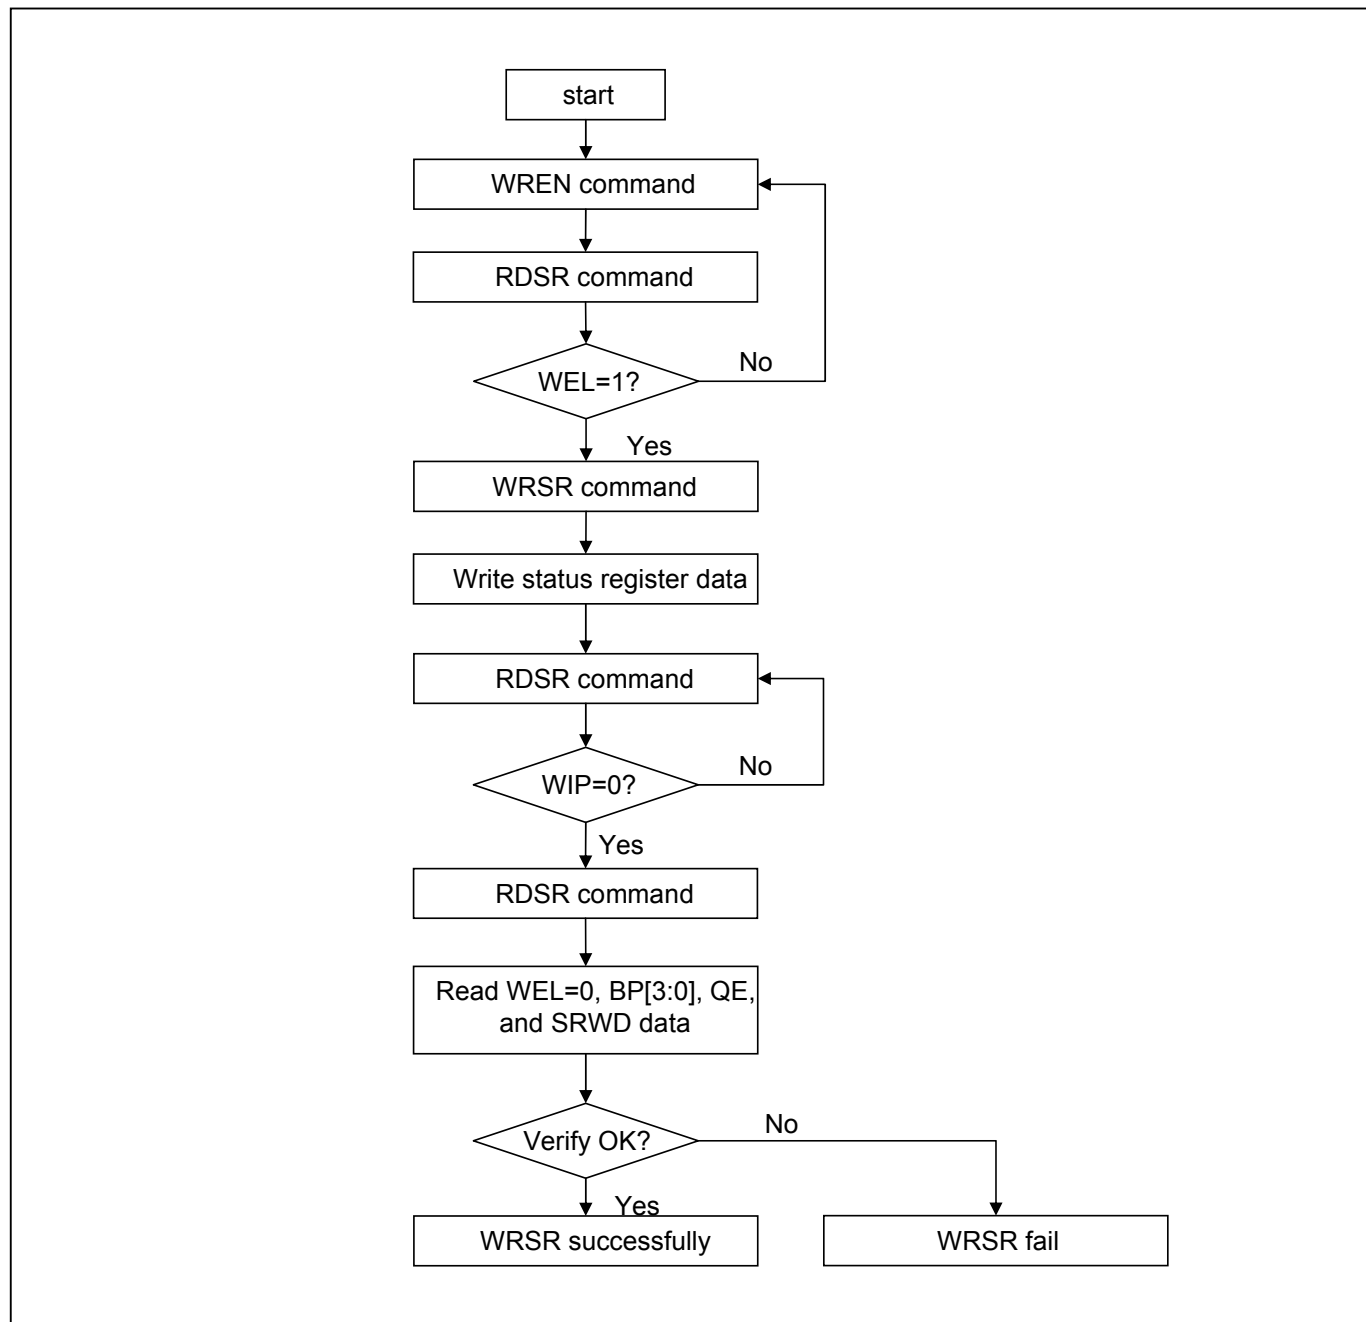 start
WREN command
RDSR command
WEL=1?
No
Yes
WRSR command
Write status register data
RDSR command
WIP=0?
No
Yes
RDSR command
Read WEL=0, BP[3:0], QE,
and SRWD data
Verify OK?
No
Yes
WRSR successfully
WRSR fail